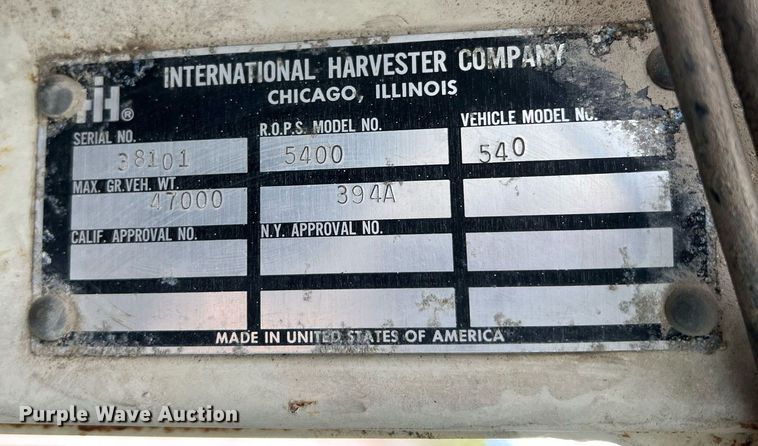 INTERNATIONAL HARVESTER COMPANY
CHICAGO, ILLINOIS
IH®
SERIAL NO. R.O.P.S. MODEL NO. VEHICLE MODEL NO.
38101 5400 540
MAX. GR. VEH. WT.
47000 394A
CALIF. APPROVAL NO. N.Y. APPROVAL NO.
MADE IN UNITED STATES OF AMERICA
Purple Wave Auction